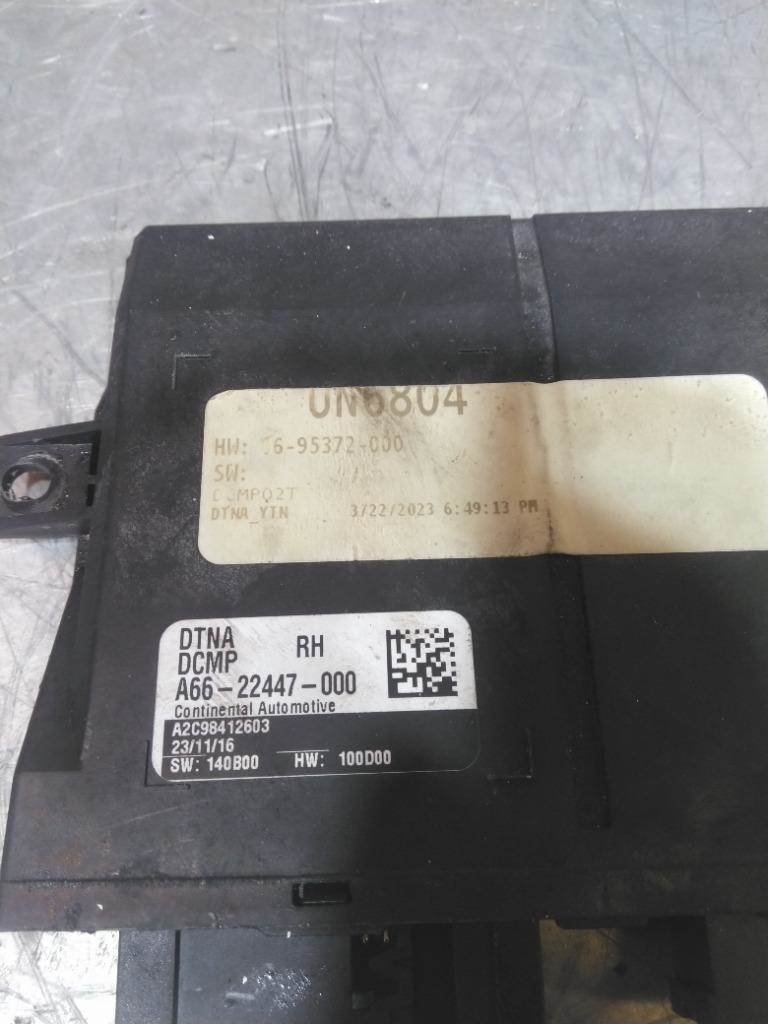 UN6804
HW: 6-95372-000
SW:
DCMP02T
DTNA_YIN 3/22/2023 6:49:13 PM
DTNA RH
DCMP
A66-22447-000
Continental Automotive
A2C98412603
23/11/16
SW: 140B00 HW: 100D00